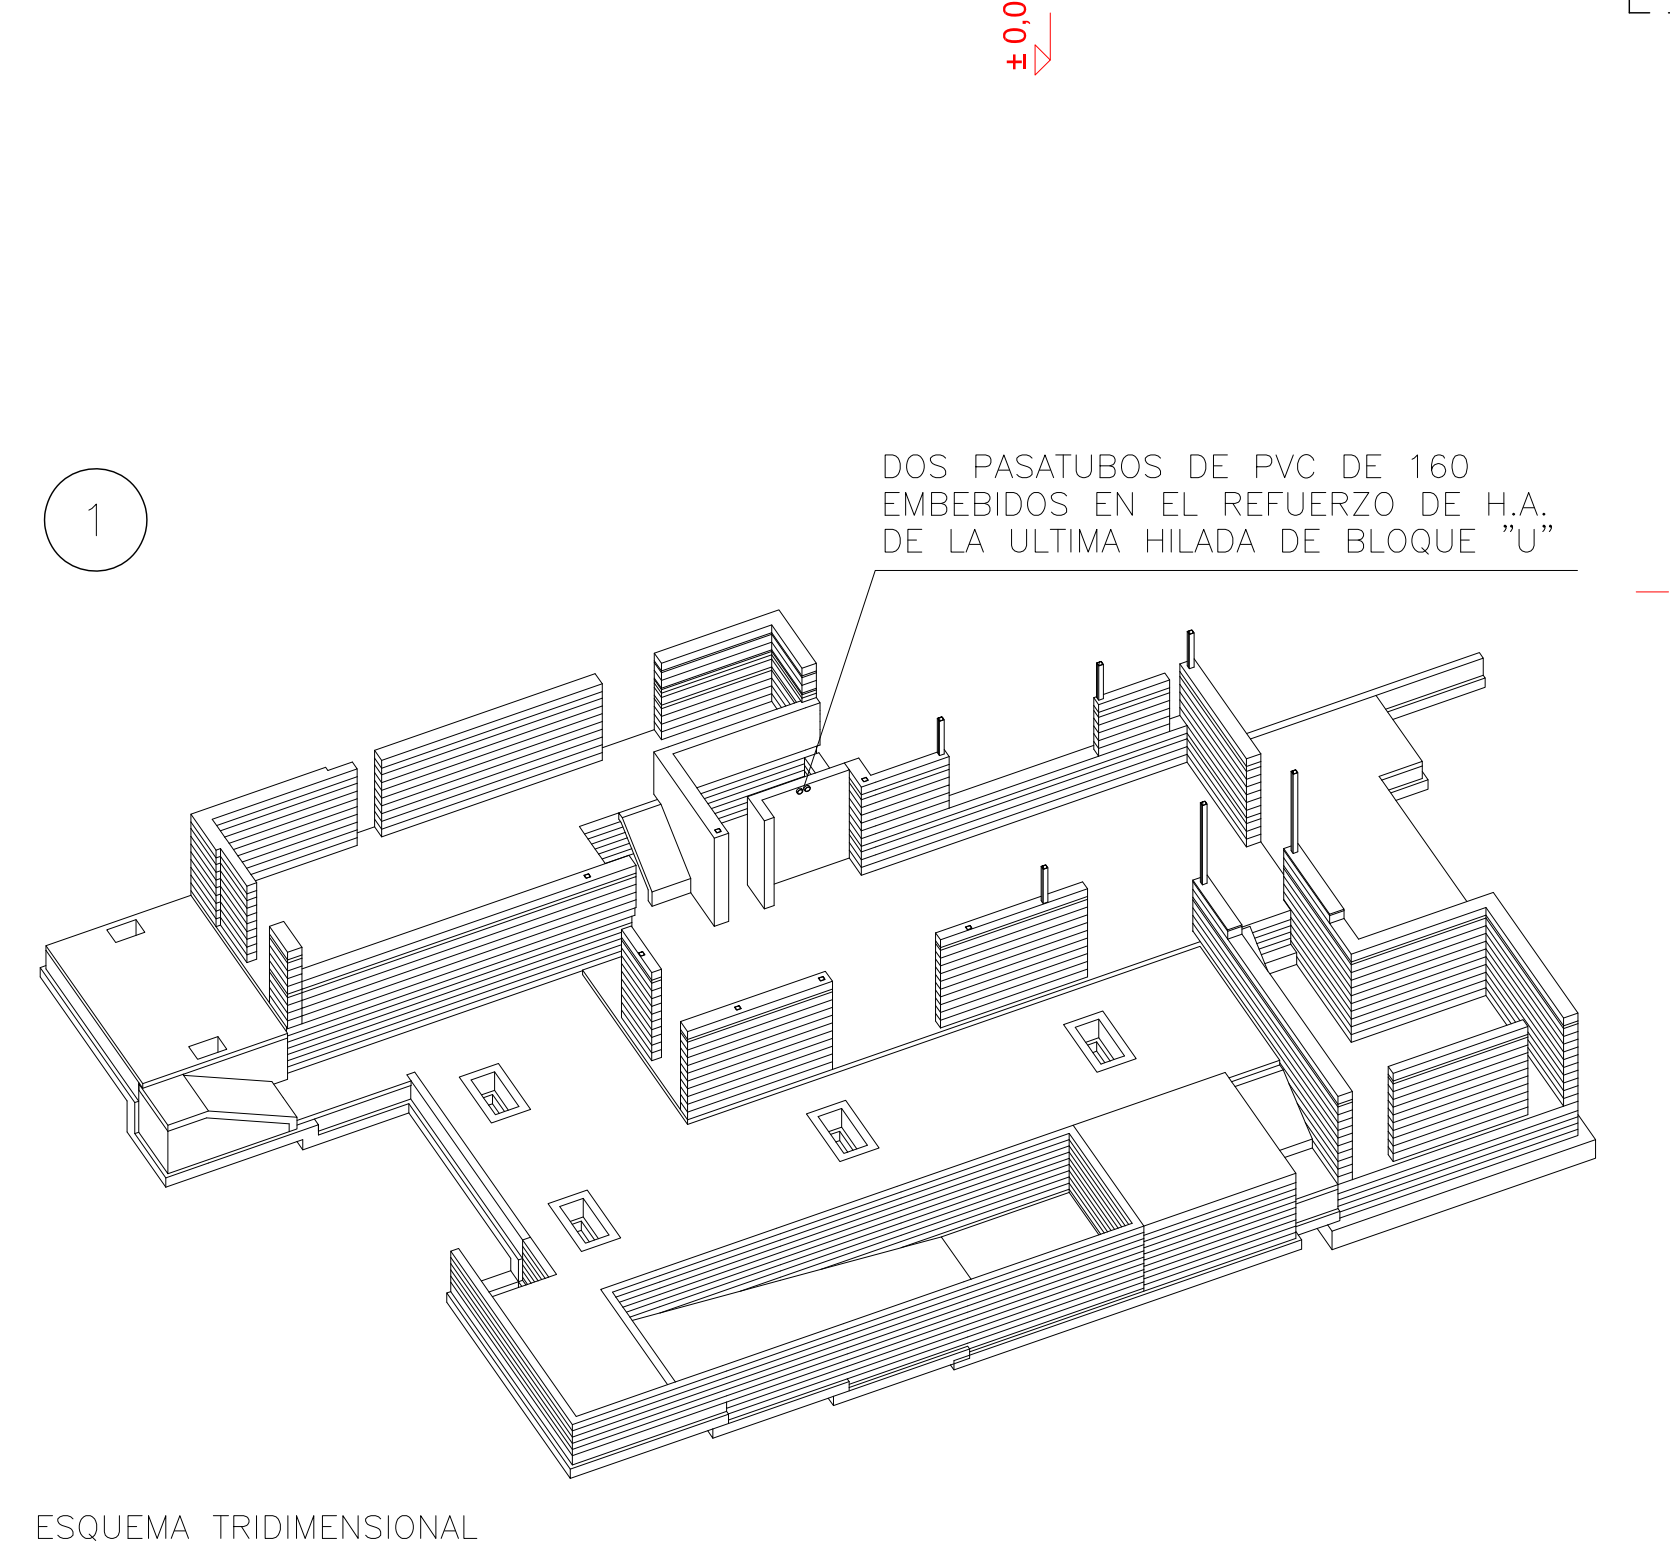 ± 0,0
1
DOS PASATUBOS DE PVC DE 160
EMBEBIDOS EN EL REFUERZO DE H.A.
DE LA ULTIMA HILADA DE BLOQUE ”U”
ESQUEMA TRIDIMENSIONAL